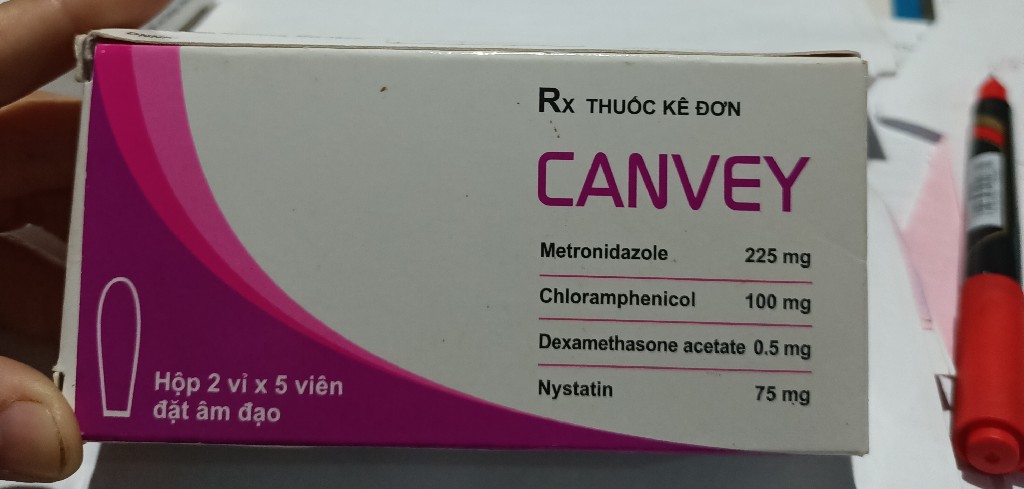 Rx THUỐC KÊ ĐƠN
CANVEY
Metronidazole 225 mg
Chloramphenicol 100 mg
Dexamethasone acetate 0.5 mg
Nystatin 75 mg
Hộp 2 vỉ x 5 viên
đặt âm đạo